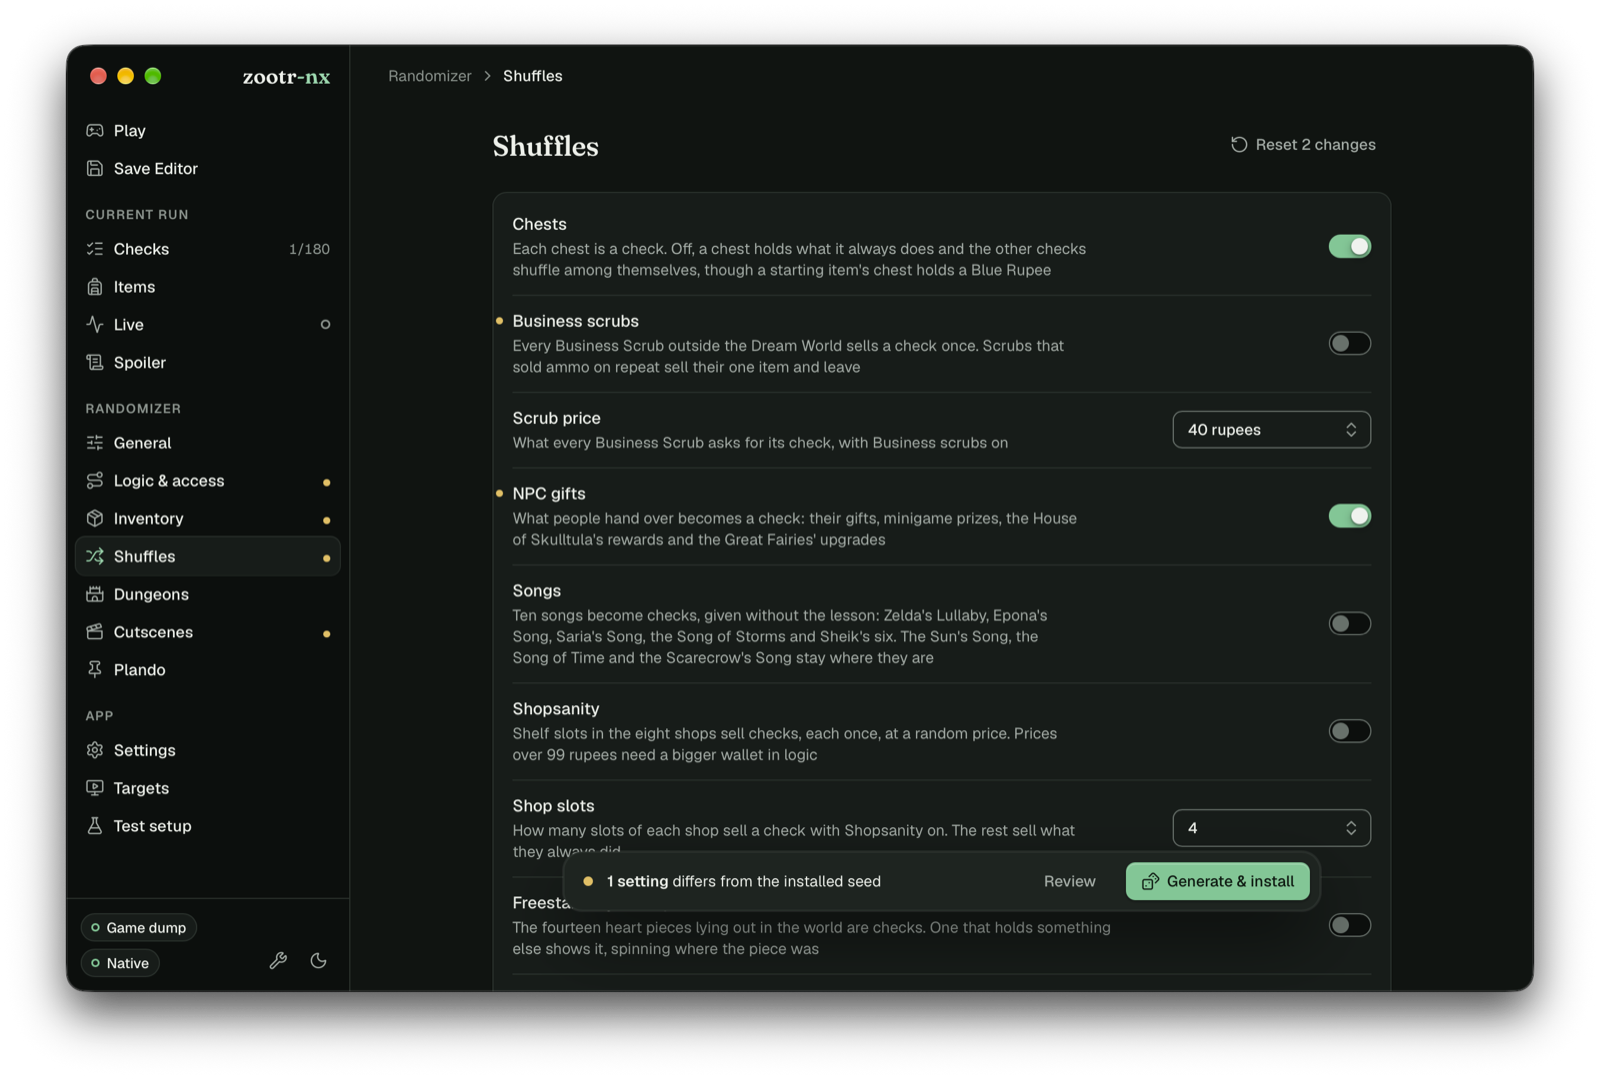 zootr-nx
Play
Save Editor
CURRENT RUN
Checks 1/180
Items
Live
Spoiler
RANDOMIZER
General
Logic & access
Inventory
Shuffles
Dungeons
Cutscenes
Plando
APP
Settings
Targets
Test setup
Game dump
Native
Randomizer > Shuffles
Shuffles
Reset 2 changes
Chests
Each chest is a check. Off, a chest holds what it always does and the other checks
shuffle among themselves, though a starting item's chest holds a Blue Rupee
Business scrubs
Every Business Scrub outside the Dream World sells a check once. Scrubs that
sold ammo on repeat sell their one item and leave
Scrub price
What every Business Scrub asks for its check, with Business scrubs on
40 rupees
NPC gifts
What people hand over becomes a check: their gifts, minigame prizes, the House
of Skulltula's rewards and the Great Fairies' upgrades
Songs
Ten songs become checks, given without the lesson: Zelda's Lullaby, Epona's
Song, Saria's Song, the Song of Storms and Sheik's six. The Sun's Song, the
Song of Time and the Scarecrow's Song stay where they are
Shopsanity
Shelf slots in the eight shops sell checks, each once, at a random price. Prices
over 99 rupees need a bigger wallet in logic
Shop slots
How many slots of each shop sell a check with Shopsanity on. The rest sell what
they always did
4
1 setting differs from the installed seed
Review
Generate & install
The fourteen heart pieces lying out in the world are checks. One that holds something
else shows it, spinning where the piece was